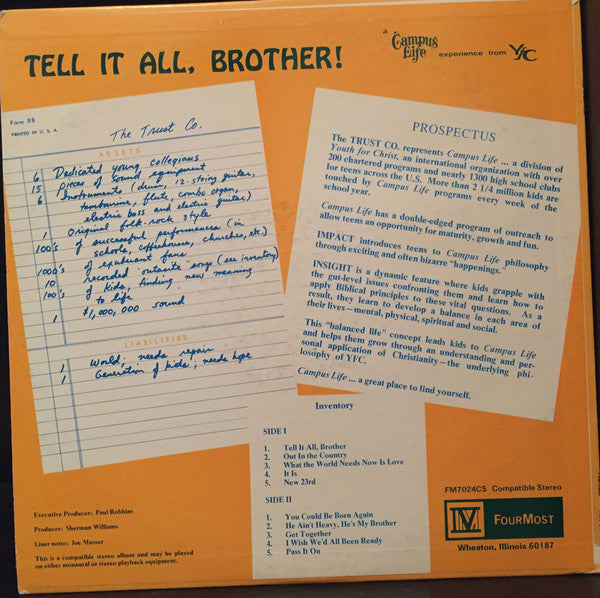 TELL IT ALL, BROTHER!
a Campus Life experience from YFC
Form 88
PRINTED IN U. S. A.
The Trust Co.
ASSETS
6 Dedicated young collegians
15 pieces of sound equipment
6 Instruments (drum, 12-string guitar,
tambourine, flute, combo organ,
electric bass and electric guitar)
1 Original folk-rock style
100's of successful performances (in
schools, coffeehouses, churches, etc.)
1000's of exuberant fans
10 recorded outasite songs (see inventory)
100's of kids, finding new meaning
to life
1 $1,000,000 sound
LIABILITIES
1 World; needs repair
1 Generation of kids; needs hope
PROSPECTUS
The TRUST CO. represents Campus Life ... a division of
Youth for Christ, an international organization with over
200 chartered programs and nearly 1300 high school clubs
for teens across the U.S. More than 2 1/4 million kids are
touched by Campus Life programs every week of the
school year.
Campus Life has a double-edged program of outreach to
allow teens an opportunity for maturity, growth and fun.
IMPACT introduces teens to Campus Life philosophy
through exciting and often bizarre "happenings."
INSIGHT is a dynamic feature where kids grapple with
the gut-level issues confronting them and learn how to
apply Biblical principles to these vital questions. As a
result, they learn to develop a balance in each area of
their lives—mental, physical, spiritual and social.
This "balanced life" concept leads kids to Campus Life
and helps them grow through an understanding and per-
sonal application of Christianity—the underlying phi-
losophy of YFC.
Campus Life ... a great place to find yourself.
Inventory
SIDE I
1. Tell It All, Brother
2. Out In the Country
3. What the World Needs Now Is Love
4. It Is
5. New 23rd
SIDE II
1. You Could Be Born Again
2. He Ain't Heavy, He's My Brother
3. Get Together
4. I Wish We'd All Been Ready
5. Pass It On
Executive Producer: Paul Robbins
Producer: Sherman Williams
Liner notes: Joe Musser
This is a compatible stereo album and may be played
on either monaural or stereo playback equipment.
FM7024CS Compatible Stereo
FOURMOST
Wheaton, Illinois 60187